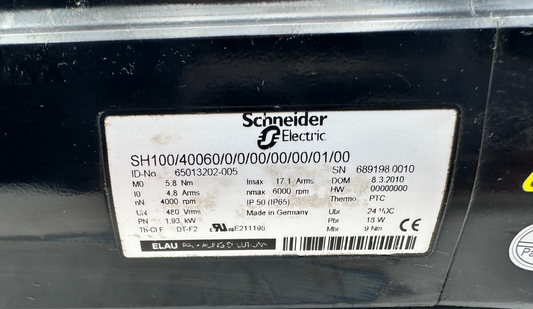 Schneider
Electric
SH100/40060/0/0/00/00/00/01/00
ID-No 65013202-005 SN 689198.0010
M0 5.8 Nm Imax 17.1 Arms DOM 8.3.2010
I0 4.8 Arms nmax 6000 rpm HW 00000000
nN 4000 rpm IP 50 (IP65) Thermo PTC
UN 480 Vrms Made in Germany Ubr 24 VDC
PN 1.93 kW Pbr 18 W
Th-Cl F DT-F2 c RU us E211198 Mbr 9 Nm CE
ELAU